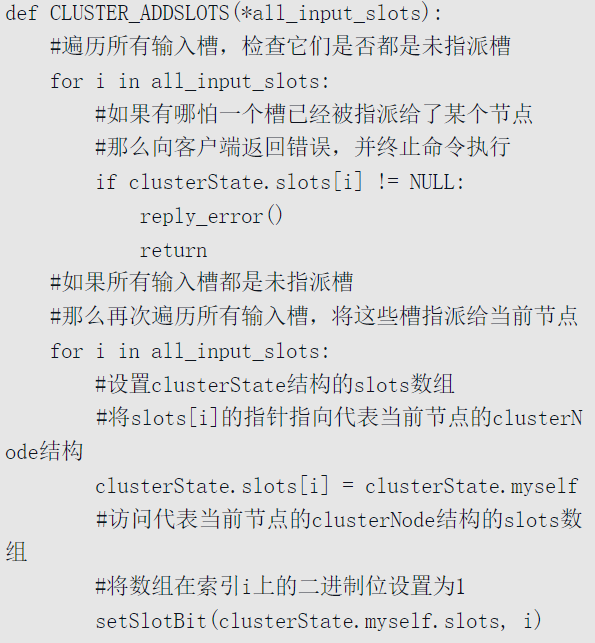 def CLUSTER_ADDSLOTS(*all_input_slots):
    #遍历所有输入槽，检查它们是否都是未指派槽
    for i in all_input_slots:
        #如果有哪怕一个槽已经被指派给了某个节点
        #那么向客户端返回错误，并终止命令执行
        if clusterState.slots[i] != NULL:
            reply_error()
            return
    #如果所有输入槽都是未指派槽
    #那么再次遍历所有输入槽，将这些槽指派给当前节点
    for i in all_input_slots:
        #设置clusterState结构的slots数组
        #将slots[i]的指针指向代表当前节点的clusterN
ode结构
        clusterState.slots[i] = clusterState.myself
        #访问代表当前节点的clusterNode结构的slots数
组
        #将数组在索引i上的二进制位设置为1
        setSlotBit(clusterState.myself.slots, i)